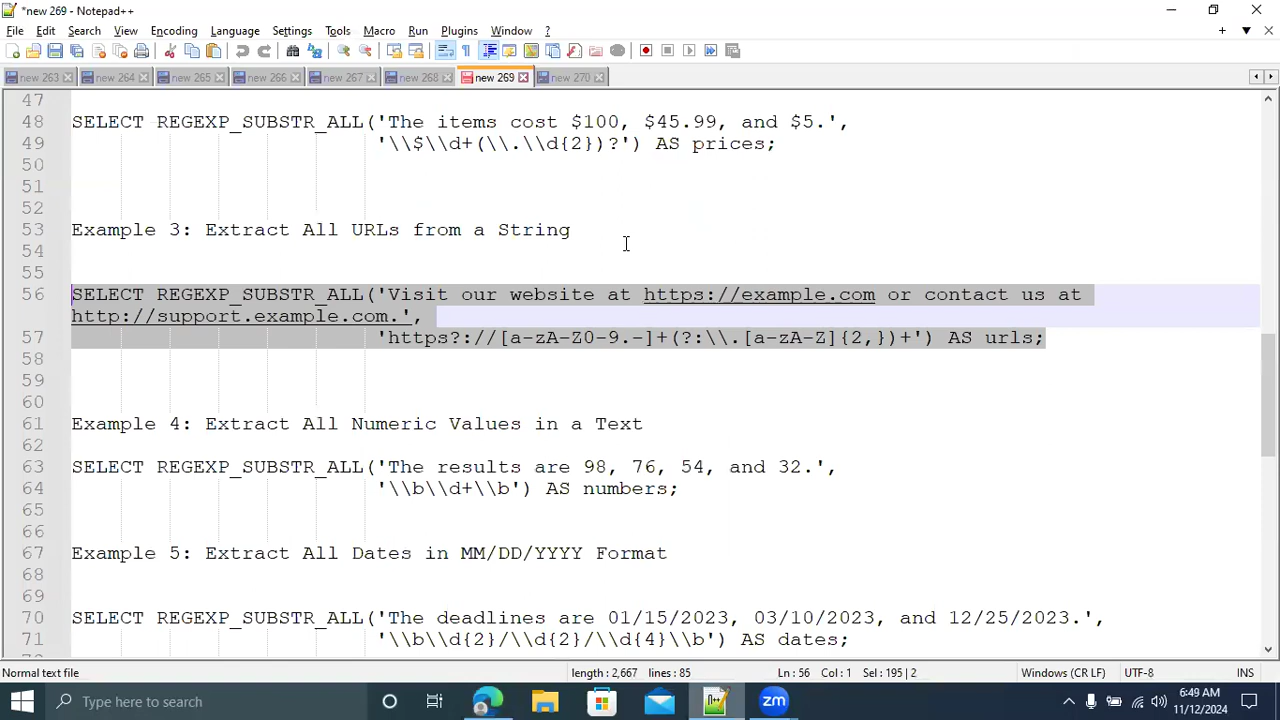 *new 269 - Notepad++
File Edit Search View Encoding Language Settings Tools Macro Run Plugins Window ?
new 263 new 264 new 265 new 266 new 267 new 268 new 269 new 270
47
48 SELECT REGEXP_SUBSTR_ALL('The items cost $100, $45.99, and $5.',
49 '\\$\\d+(\\.\\d{2})?') AS prices;
50
51
52
53 Example 3: Extract All URLs from a String
54
55
56 SELECT REGEXP_SUBSTR_ALL('Visit our website at https://example.com or contact us at
http://support.example.com.',
57 'https?://[a-zA-Z0-9.-]+(?:\\.[a-zA-Z]{2,})+') AS urls;
58
59
60
61 Example 4: Extract All Numeric Values in a Text
62
63 SELECT REGEXP_SUBSTR_ALL('The results are 98, 76, 54, and 32.',
64 '\\b\\d+\\b') AS numbers;
65
66
67 Example 5: Extract All Dates in MM/DD/YYYY Format
68
69
70 SELECT REGEXP_SUBSTR_ALL('The deadlines are 01/15/2023, 03/10/2023, and 12/25/2023.',
71 '\\b\\d{2}/\\d{2}/\\d{4}\\b') AS dates;
Normal text file length : 2,667 lines : 85 Ln : 56 Col : 1 Sel : 195 | 2 Windows (CR LF) UTF-8 INS
Type here to search zm 6:49 AM
11/12/2024